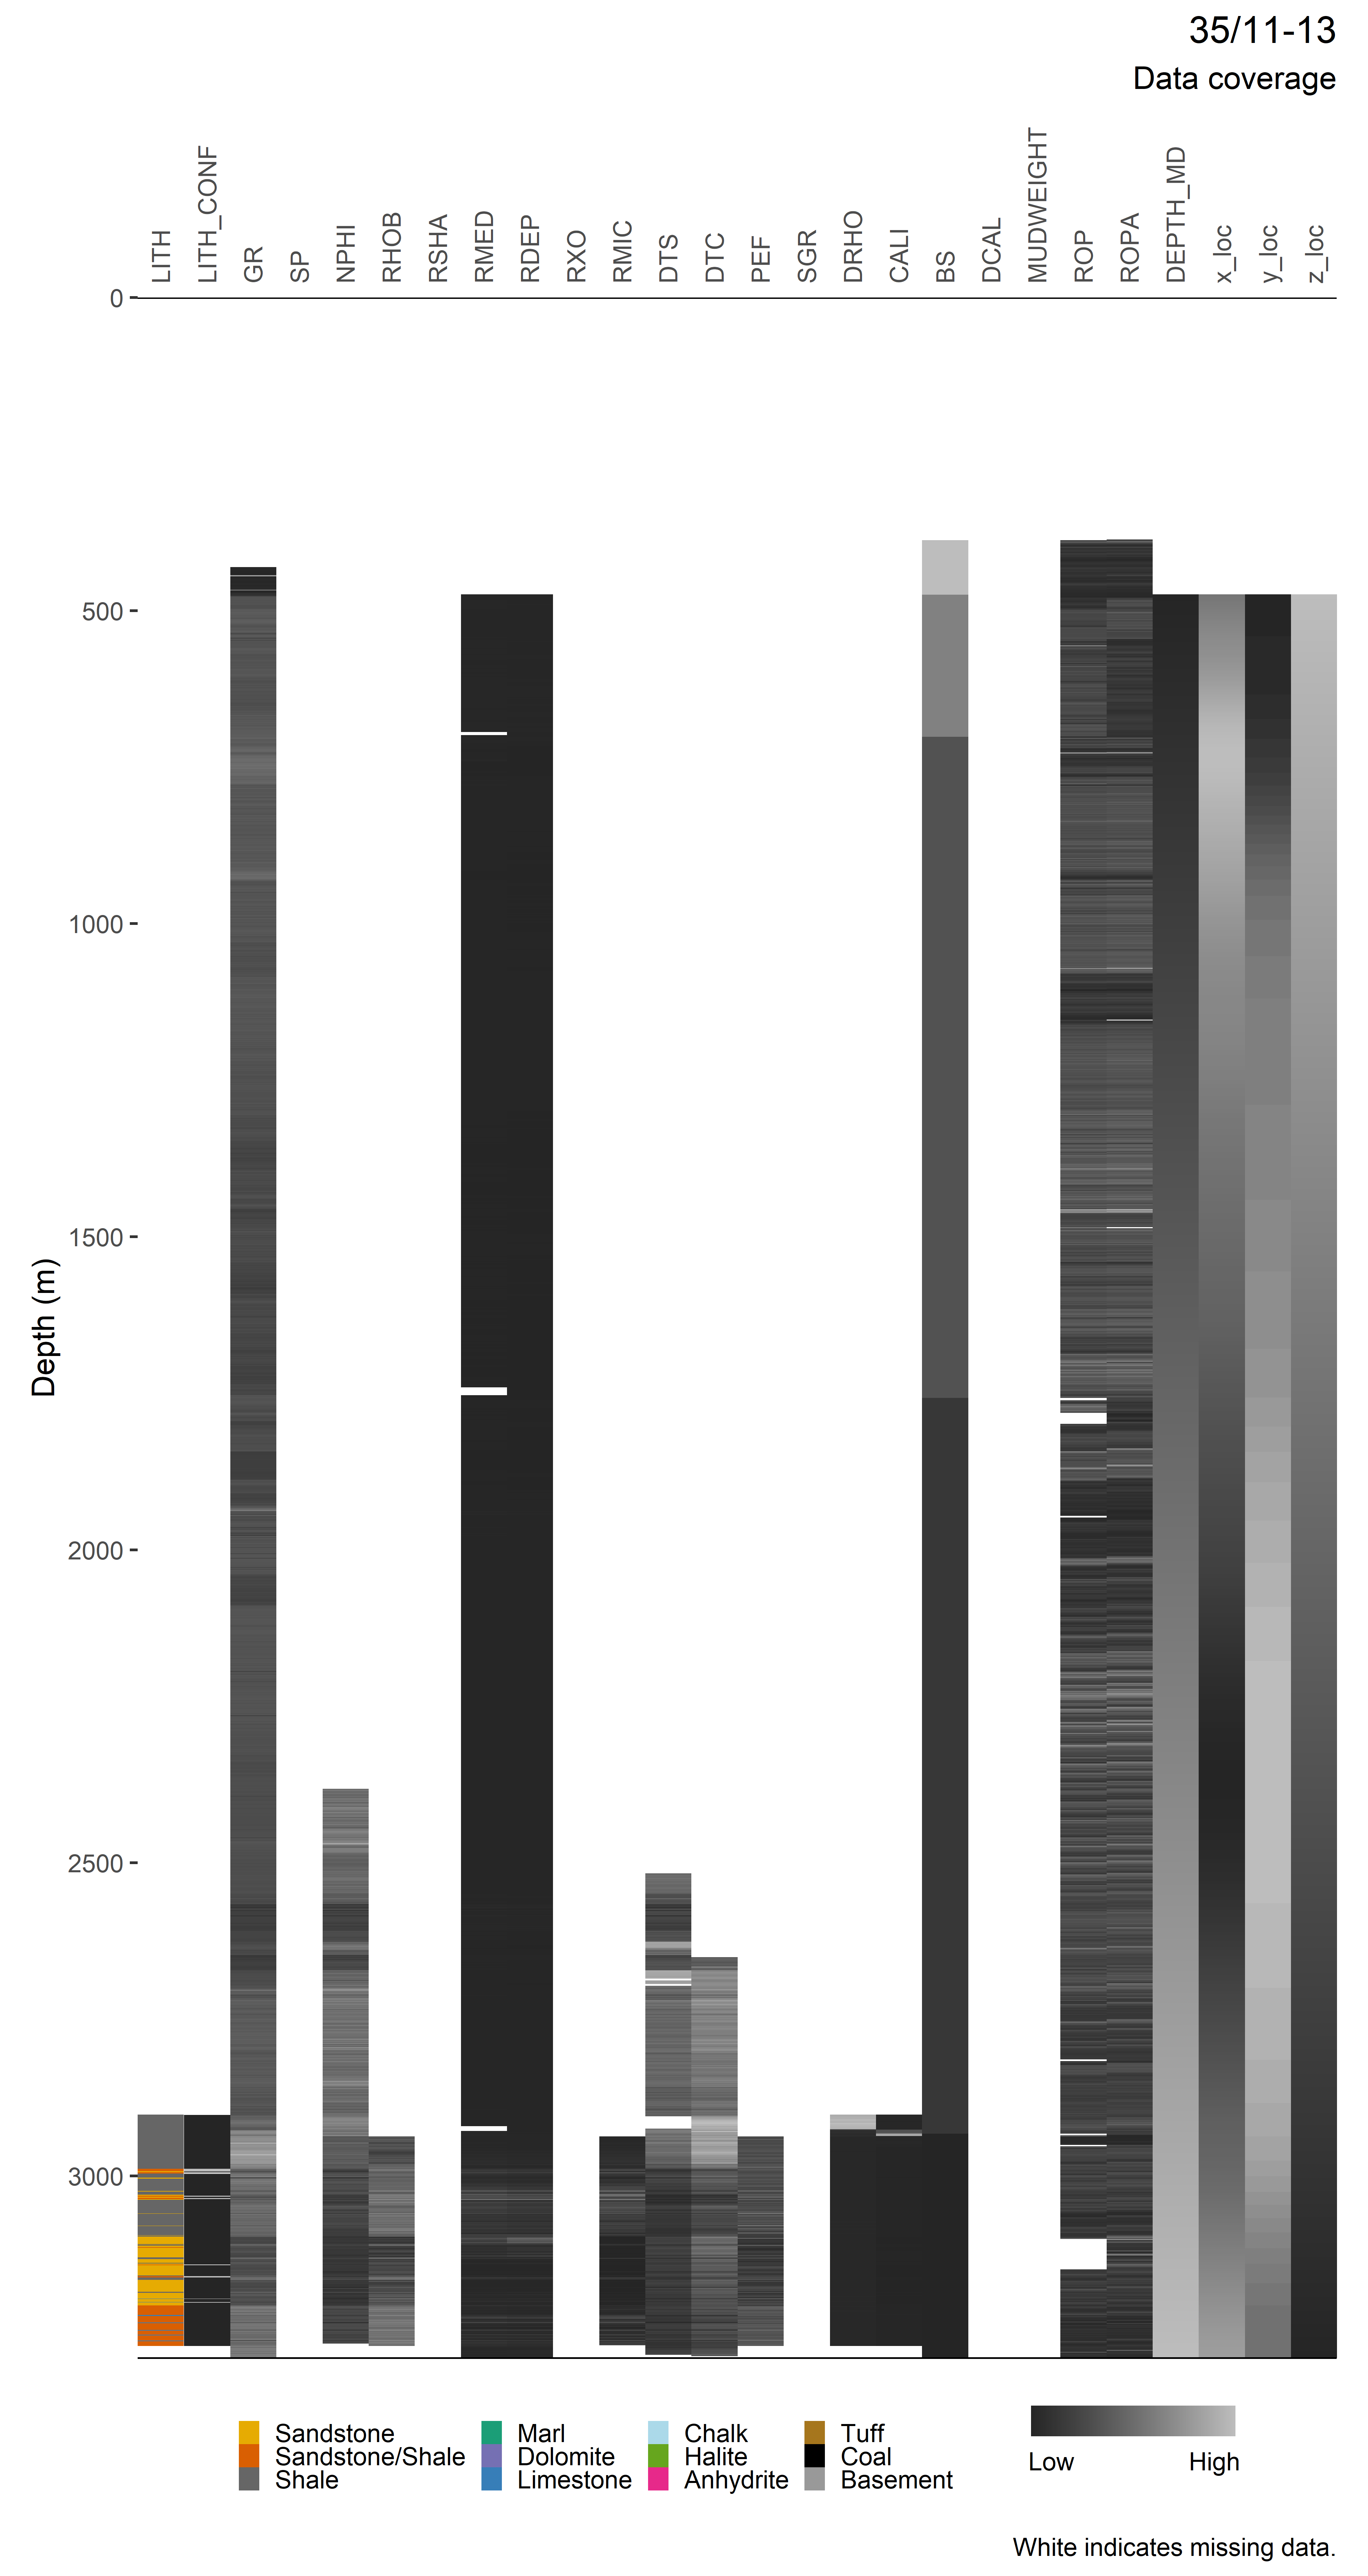 35/11-13
Data coverage
LITH
LITH_CONF
GR
SP
NPHI
RHOB
RSHA
RMED
RDEP
RXO
RMIC
DTS
DTC
PEF
SGR
DRHO
CALI
BS
DCAL
MUDWEIGHT
ROP
ROPA
DEPTH_MD
x_loc
y_loc
z_loc
0
500
1000
1500
2000
2500
3000
Depth (m)
Sandstone
Sandstone/Shale
Shale
Marl
Dolomite
Limestone
Chalk
Halite
Anhydrite
Tuff
Coal
Basement
Low High
White indicates missing data.